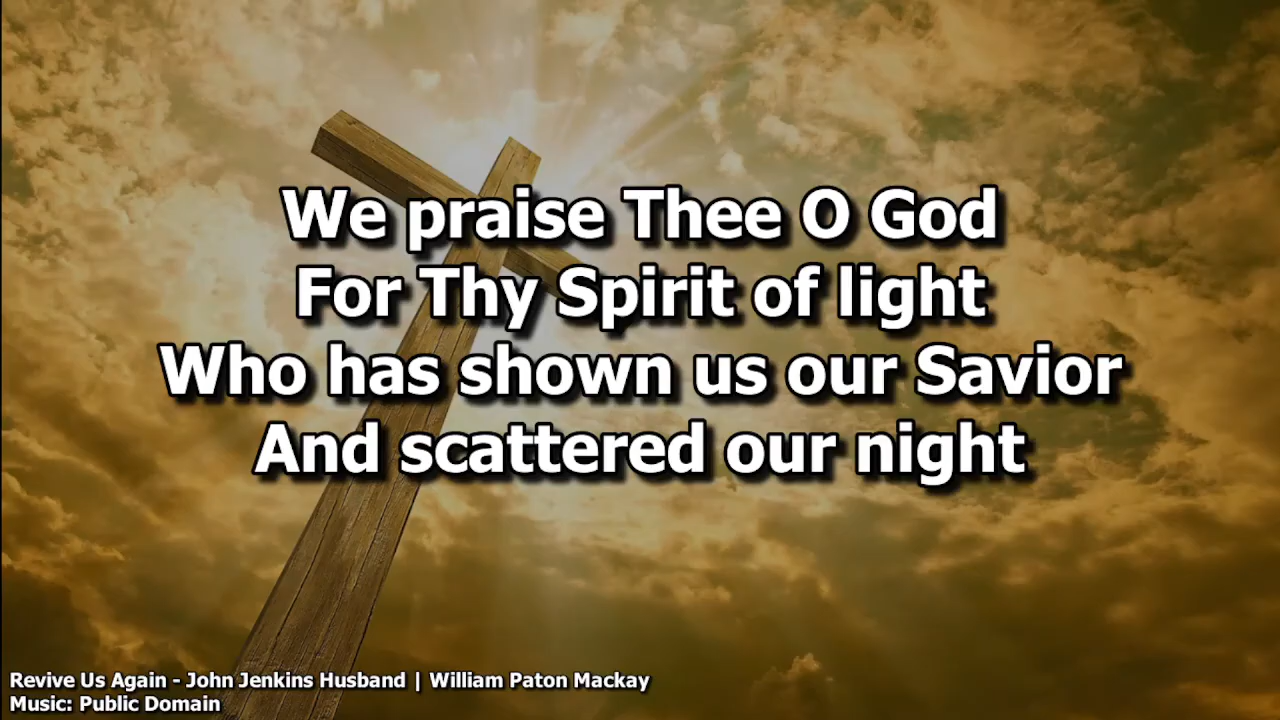 We praise Thee O God
For Thy Spirit of light
Who has shown us our Savior
And scattered our night
Revive Us Again - John Jenkins Husband | William Paton Mackay
Music: Public Domain